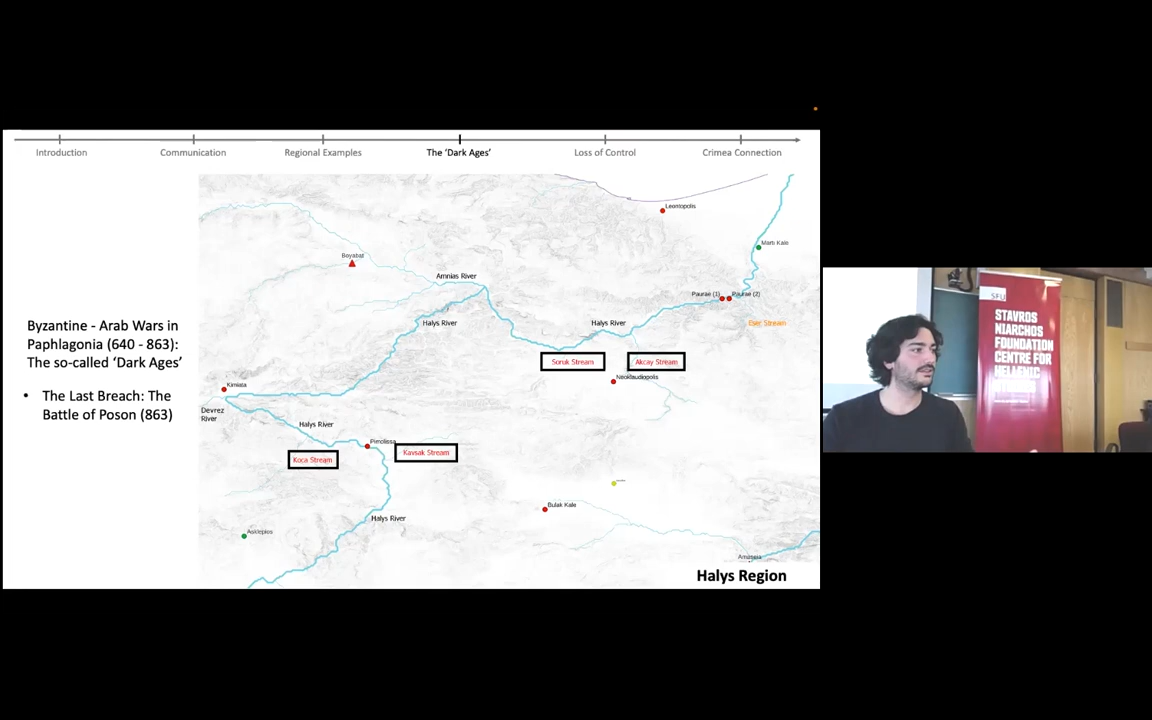 Introduction
Communication
Regional Examples
The 'Dark Ages'
Loss of Control
Crimea Connection
Byzantine - Arab Wars in
Paphlagonia (640 - 863):
The so-called 'Dark Ages'
• The Last Breach: The
Battle of Poson (863)
Leontopolis
Martı Kale
Boyabat
Amnias River
Paurae (1)
Paurae (2)
Halys River
Halys River
Eser Stream
Soruk Stream
Akcay Stream
Neoklaudiopolis
Kimiata
Devrez
River
Halys River
Pimolissa
Koca Stream
Kavsak Stream
Bulak Kale
Halys River
Asklepios
Amaseia
Halys Region
SFU
STAVROS
NIARCHOS
FOUNDATION
CENTRE FOR
HELLENIC